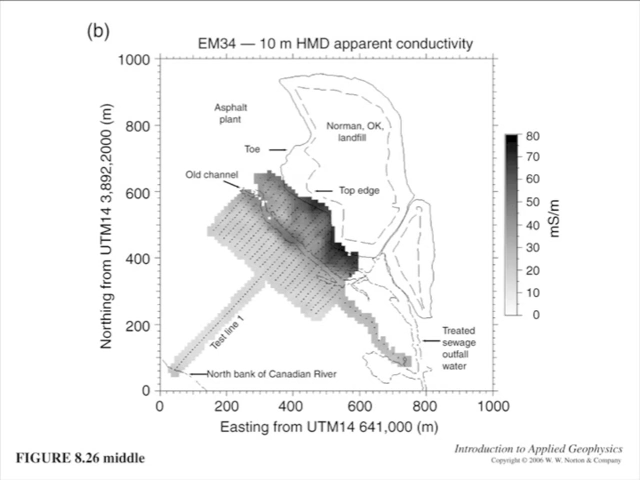 (b)
EM34 — 10 m HMD apparent conductivity
1000
800
600
400
200
0
Northing from UTM14 3,892,2000 (m)
Asphalt
plant
Norman, OK,
landfill
Toe
Old channel
Top edge
Test line 1
North bank of Canadian River
Treated
sewage
outfall
water
80
70
60
50
40
30
20
10
0
mS/m
0 200 400 600 800 1000
Easting from UTM14 641,000 (m)
FIGURE 8.26 middle
Introduction to Applied Geophysics
Copyright © 2006 W. W. Norton & Company